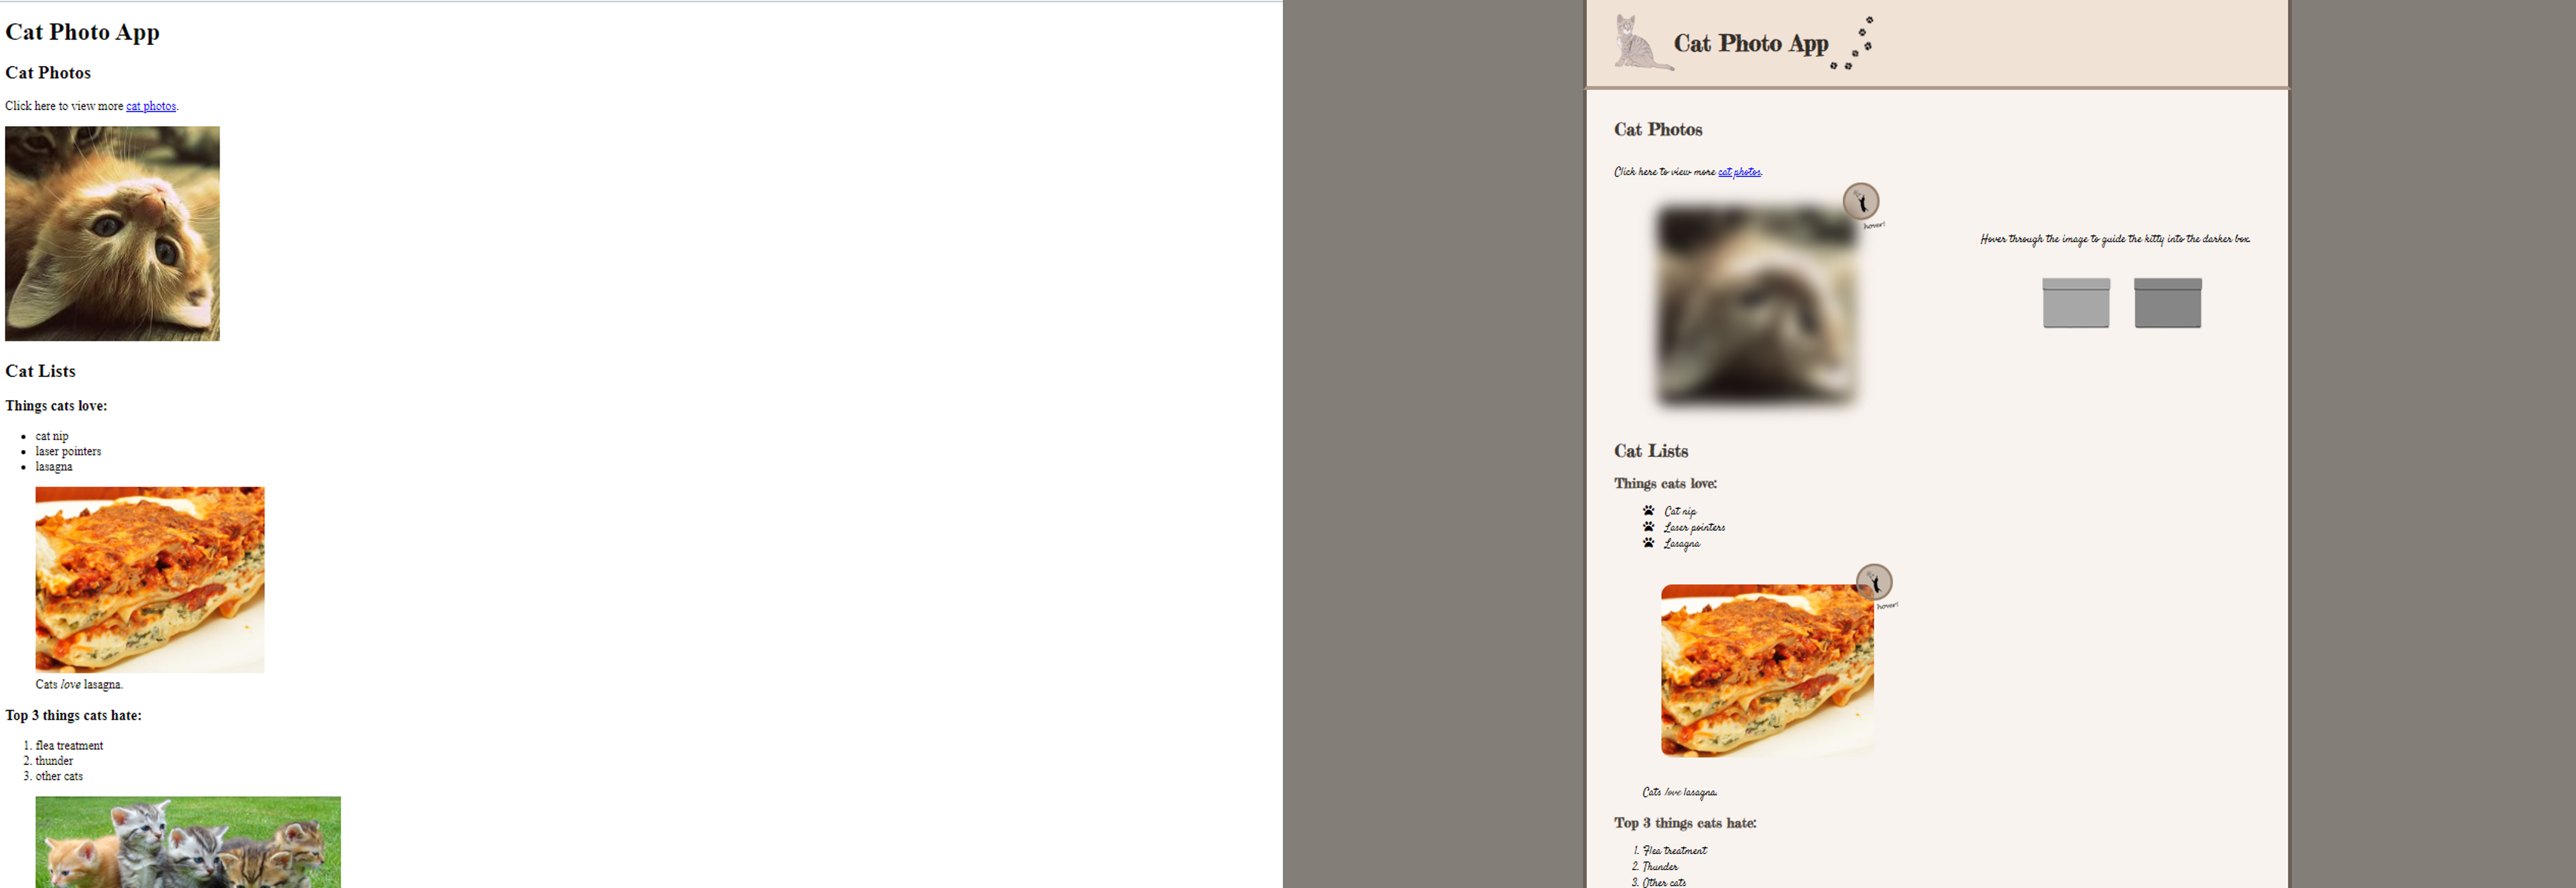 Cat Photo App
Cat Photos
Click here to view more cat photos.
Cat Lists
Things cats love:
cat nip
laser pointers
lasagna
Cats love lasagna.
Top 3 things cats hate:
1. flea treatment
2. thunder
3. other cats
Cat Photo App
Cat Photos
Click here to view more cat photos.
hover!
Hover through the image to guide the kitty into the darker box.
Cat Lists
Things cats love:
Cat nip
Laser pointers
Lasagna
hover!
Cats love lasagna.
Top 3 things cats hate:
1. Flea treatment
2. Thunder
3. Other cats